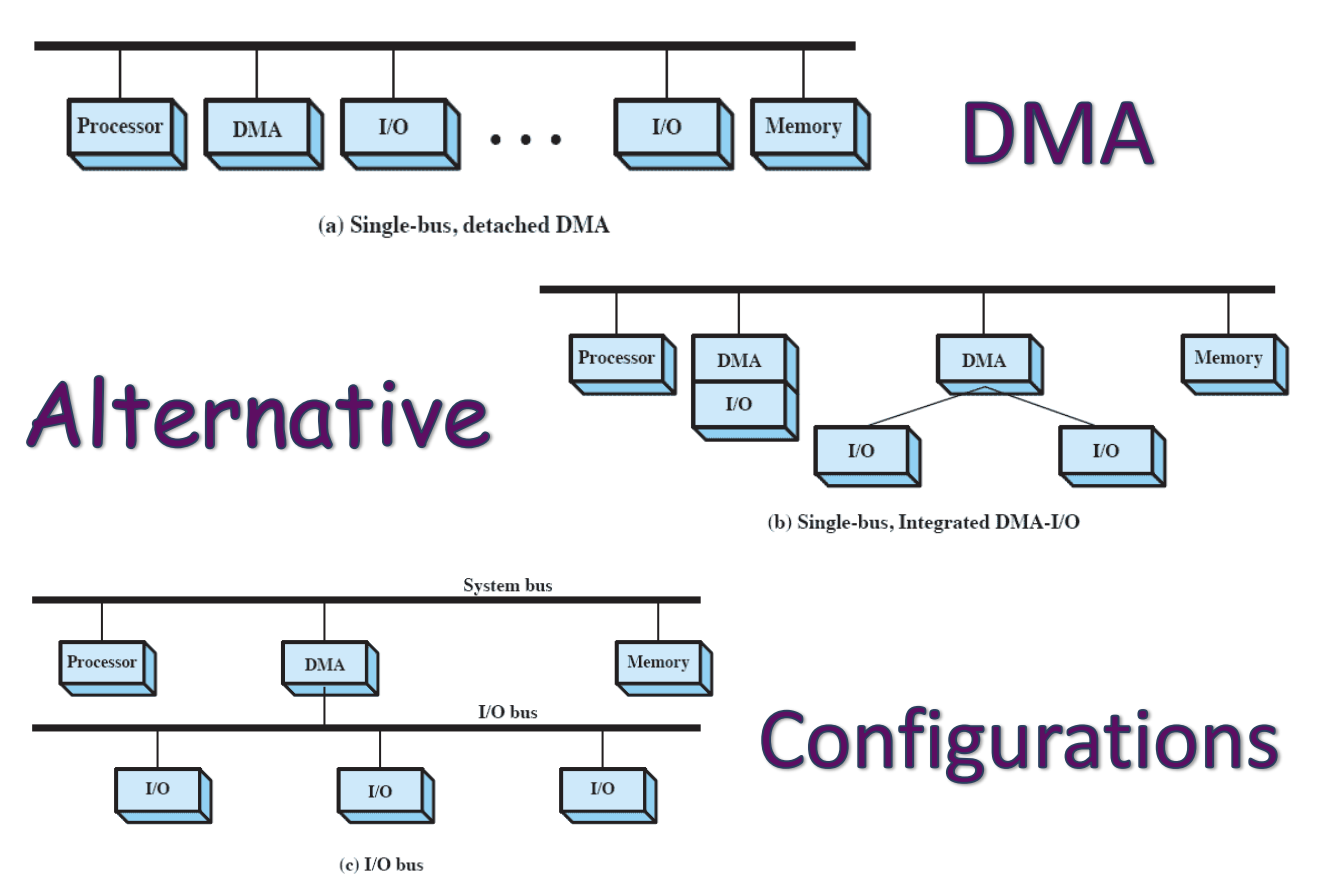 Processor
DMA
I/O
I/O
Memory
DMA
(a) Single-bus, detached DMA
Processor
DMA
DMA
Memory
I/O
I/O
I/O
Alternative
(b) Single-bus, Integrated DMA-I/O
System bus
Processor
DMA
Memory
I/O bus
Configurations
I/O
I/O
I/O
(c) I/O bus